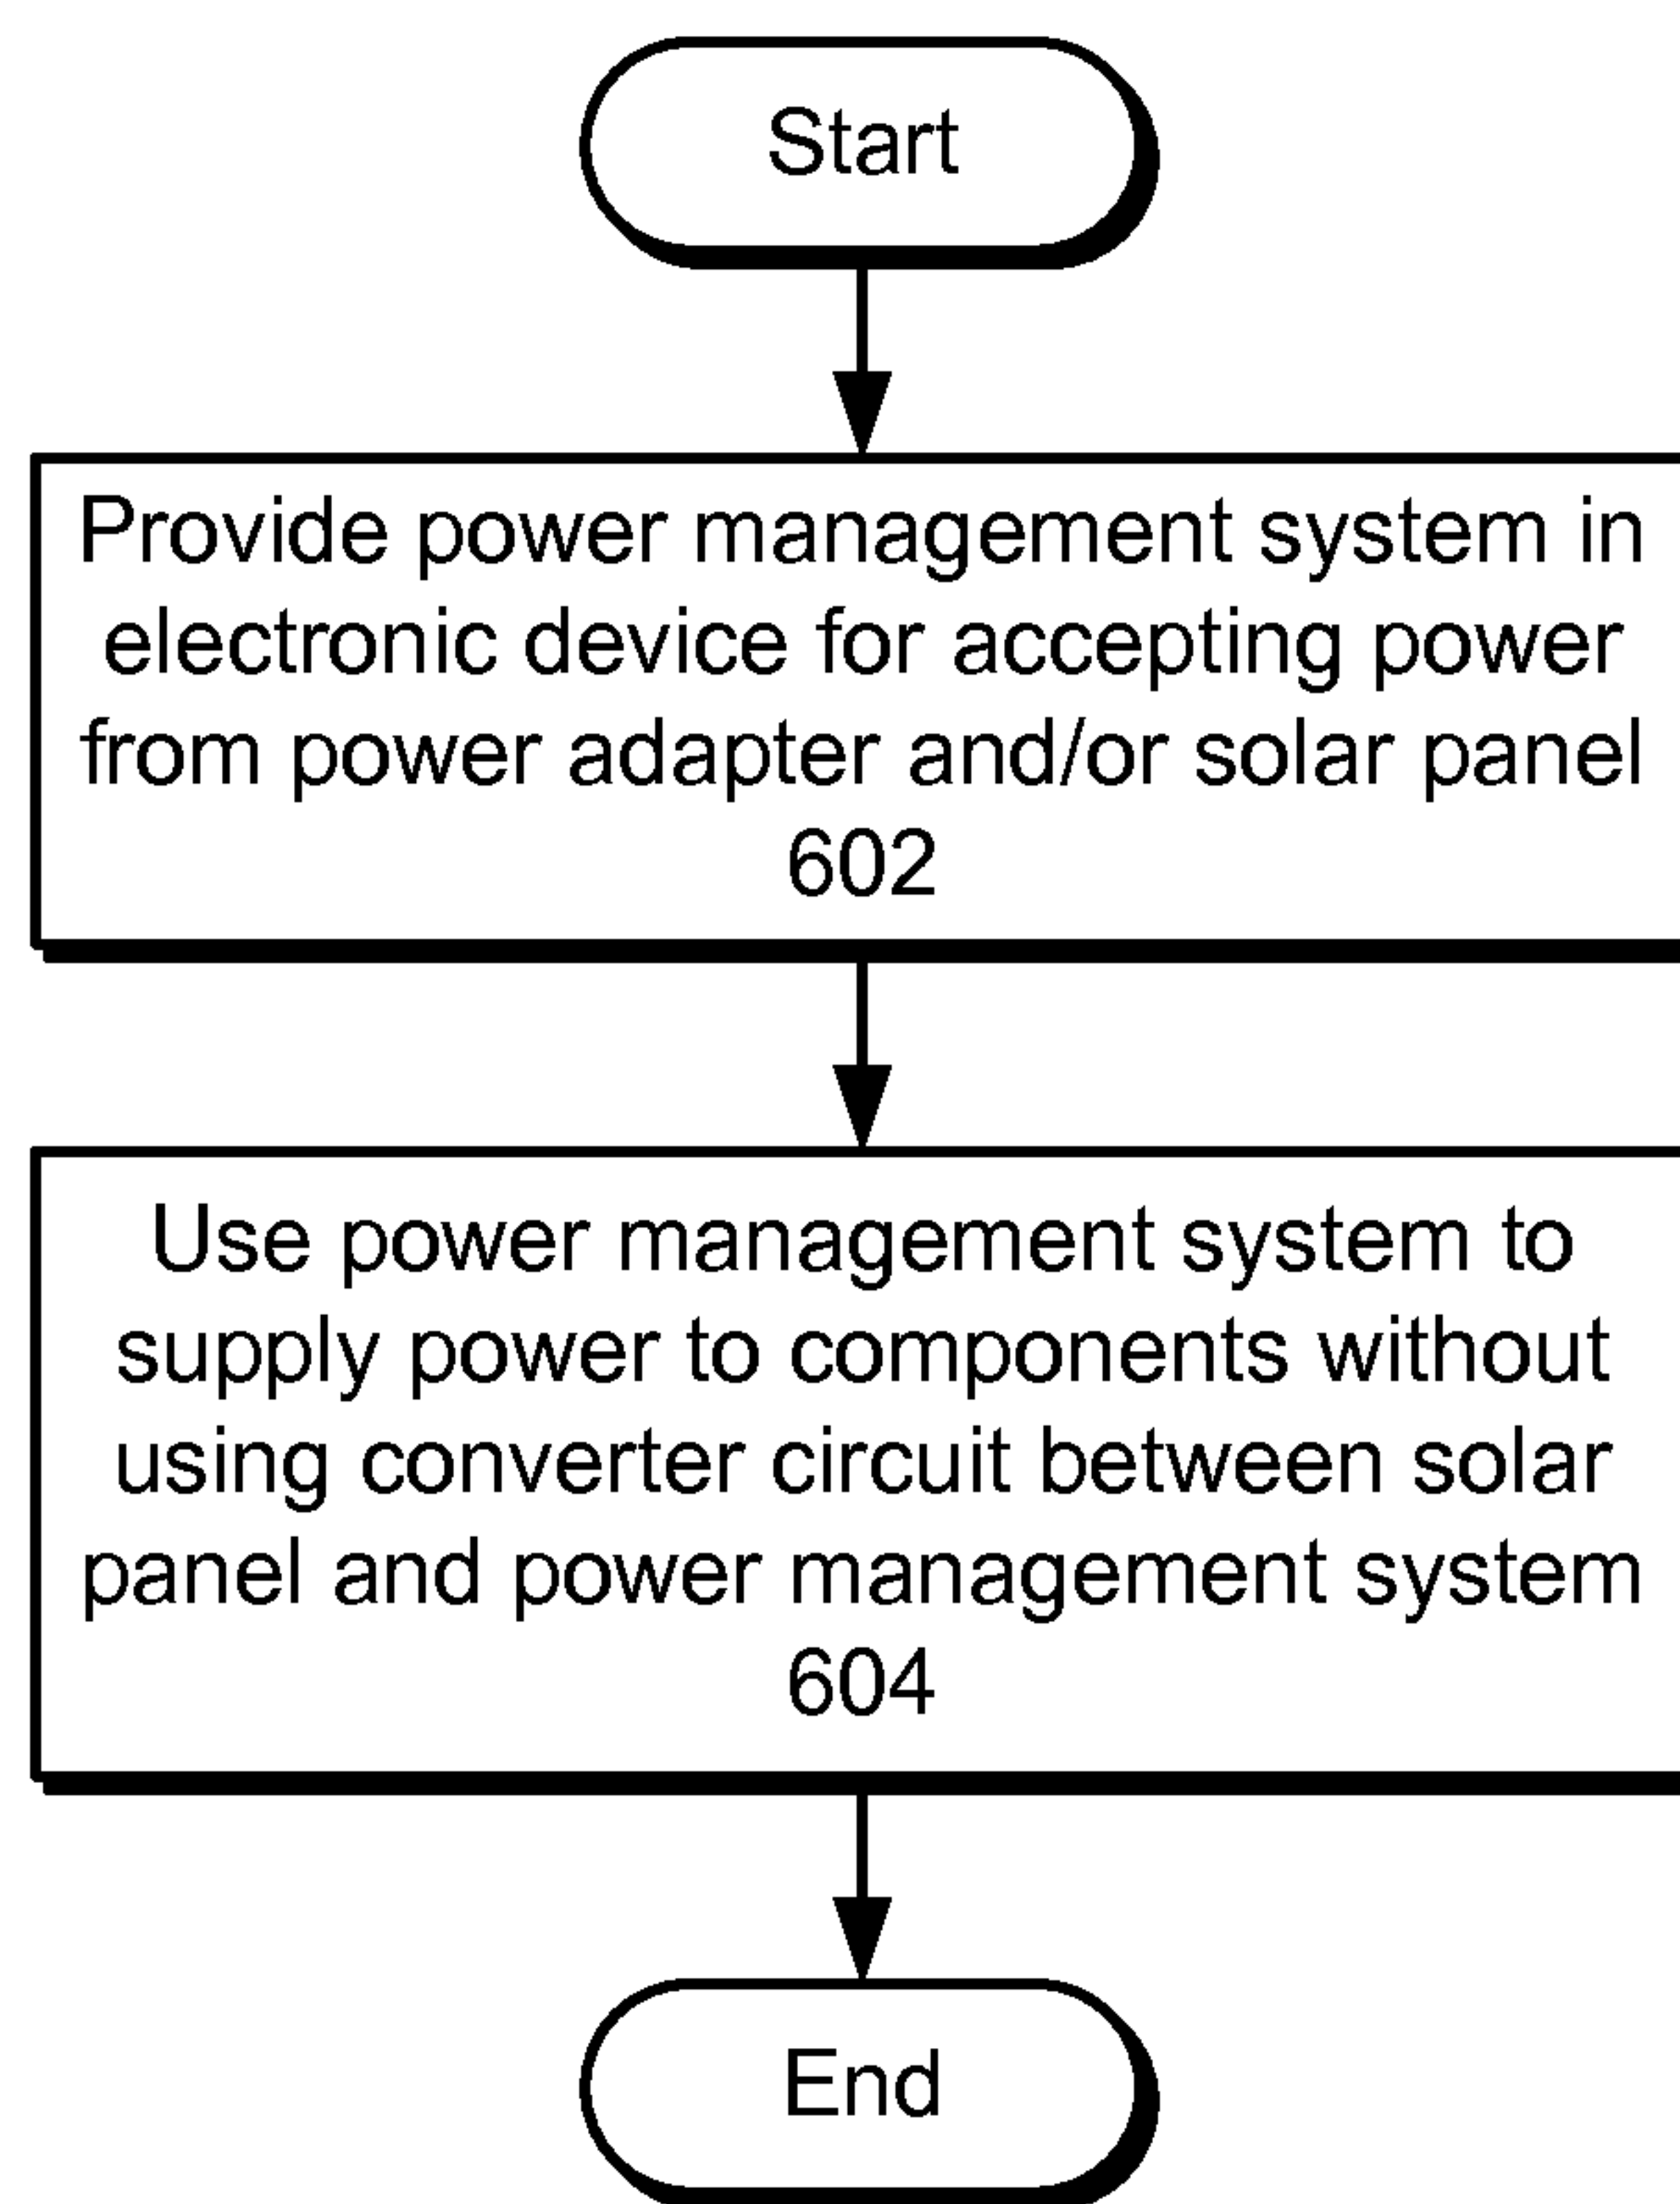 Start
Provide power management system in
electronic device for accepting power
from power adapter and/or solar panel
602
Use power management system to
supply power to components without
using converter circuit between solar
panel and power management system
604
End